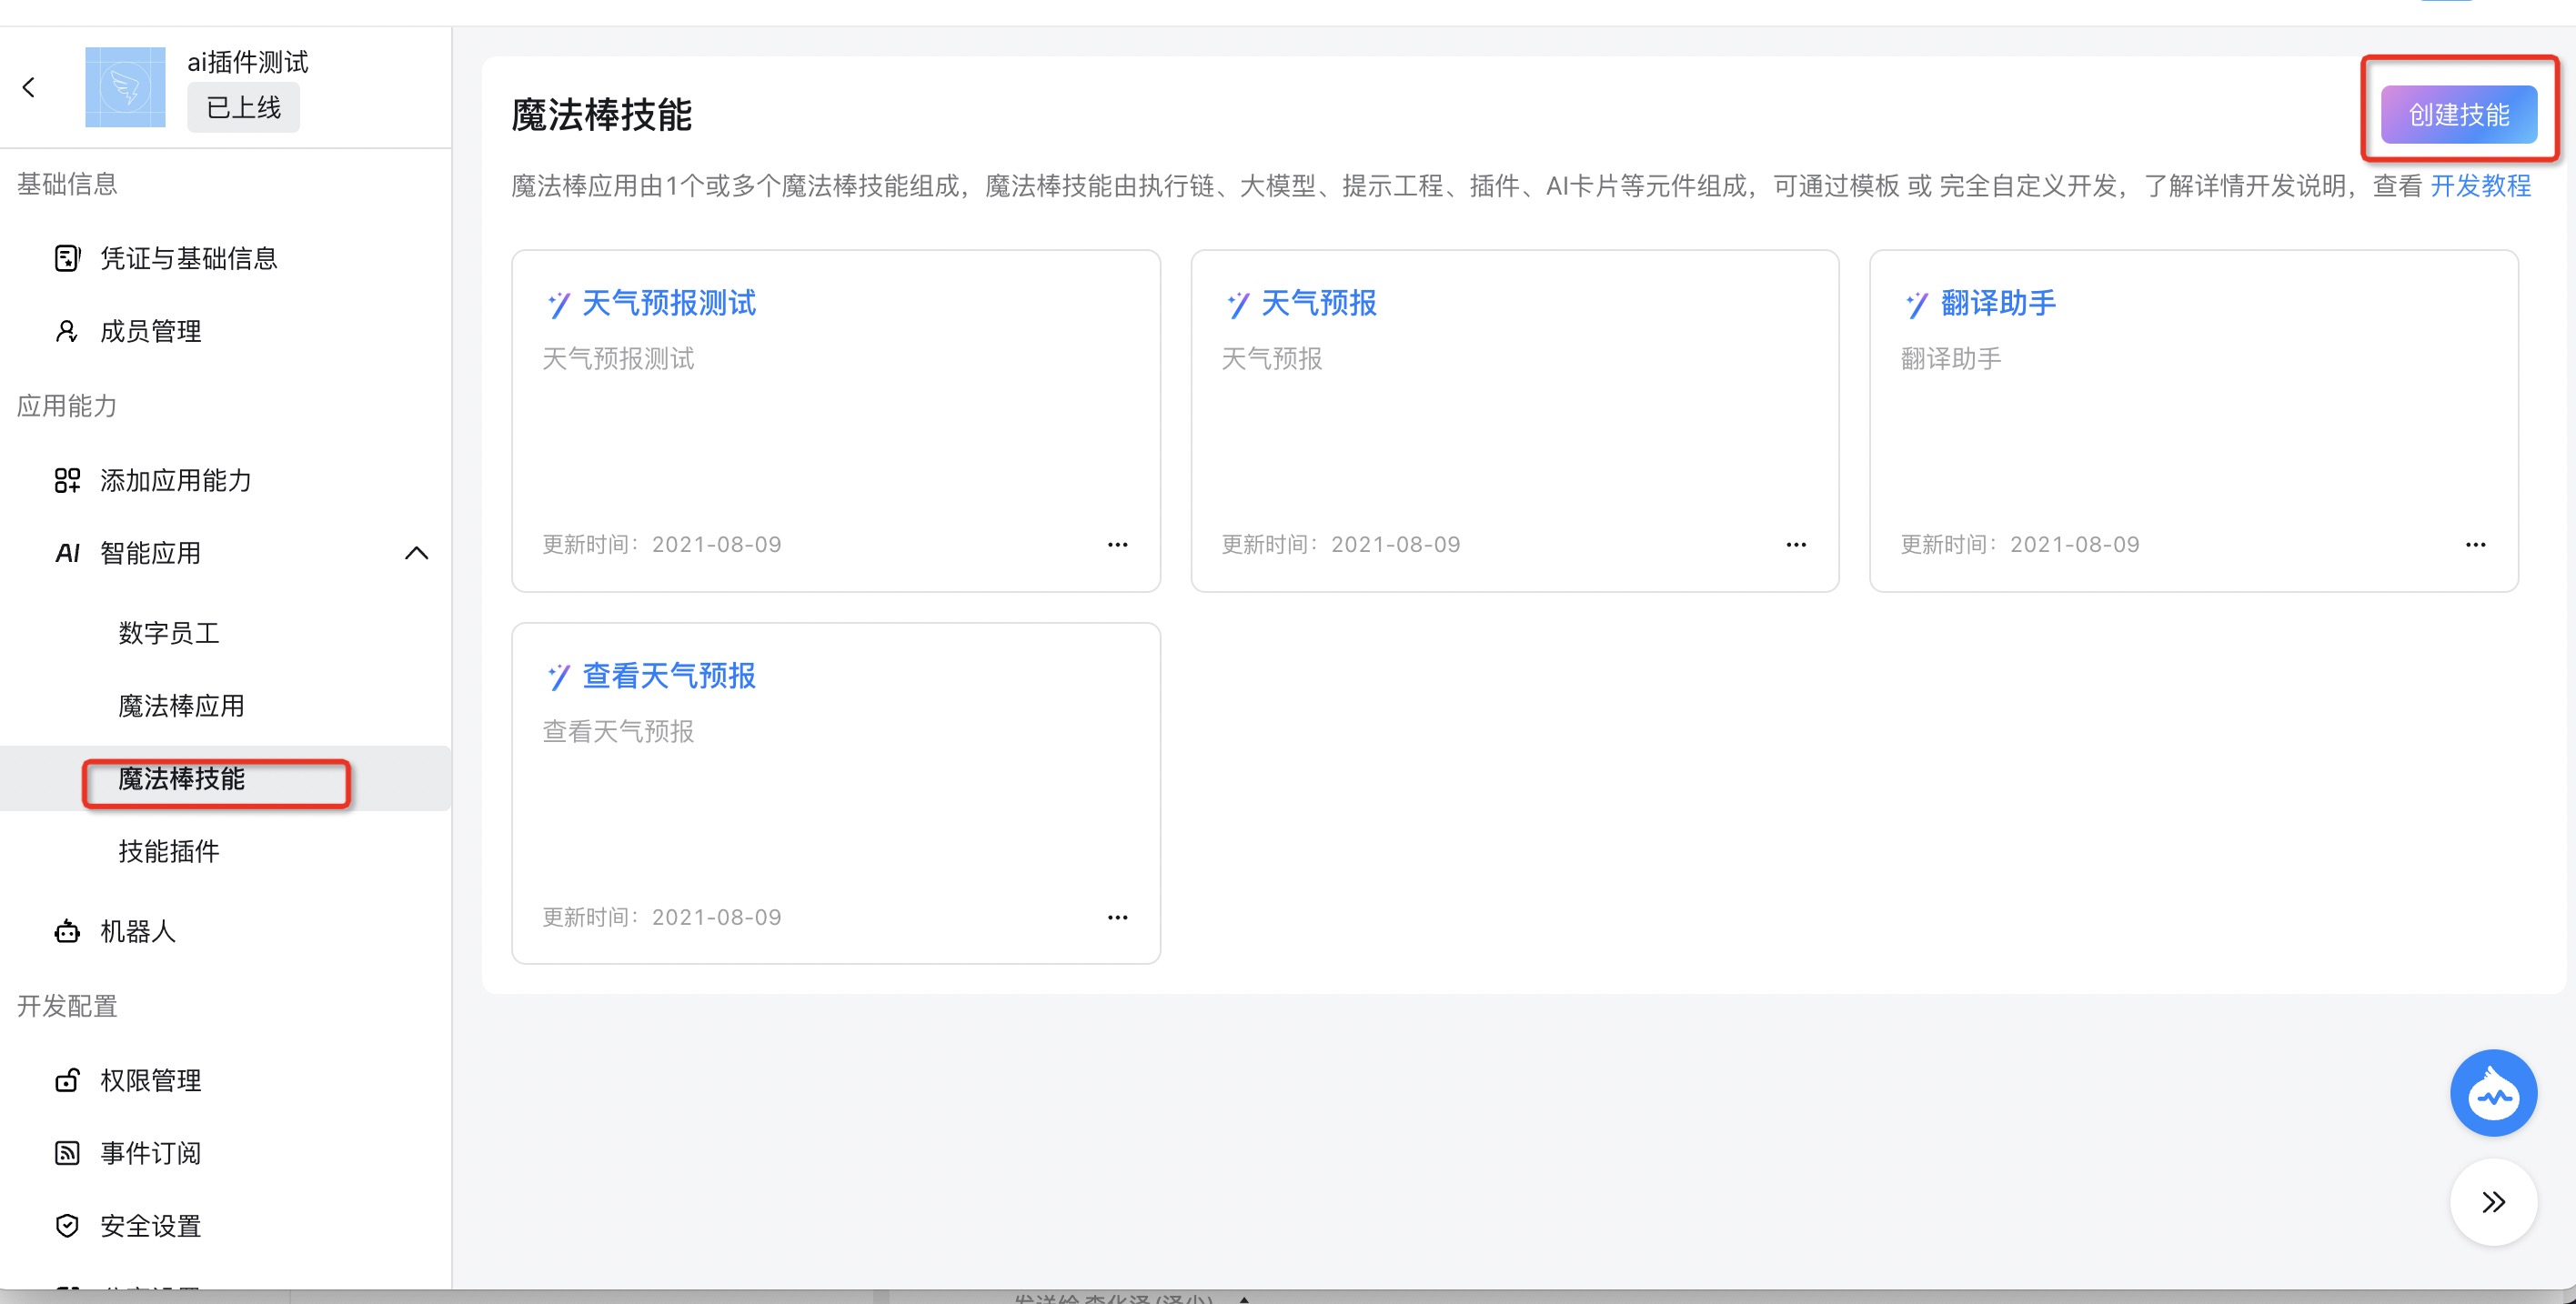 ai插件测试
已上线
基础信息
凭证与基础信息
成员管理
应用能力
添加应用能力
AI 智能应用
数字员工
魔法棒应用
魔法棒技能
技能插件
机器人
开发配置
权限管理
事件订阅
安全设置
魔法棒技能
创建技能
魔法棒应用由1个或多个魔法棒技能组成，魔法棒技能由执行链、大模型、提示工程、插件、AI卡片等元件组成，可通过模板 或 完全自定义开发，了解详情开发说明，查看 开发教程
天气预报测试
天气预报测试
更新时间：2021-08-09
天气预报
天气预报
更新时间：2021-08-09
翻译助手
翻译助手
更新时间：2021-08-09
查看天气预报
查看天气预报
更新时间：2021-08-09